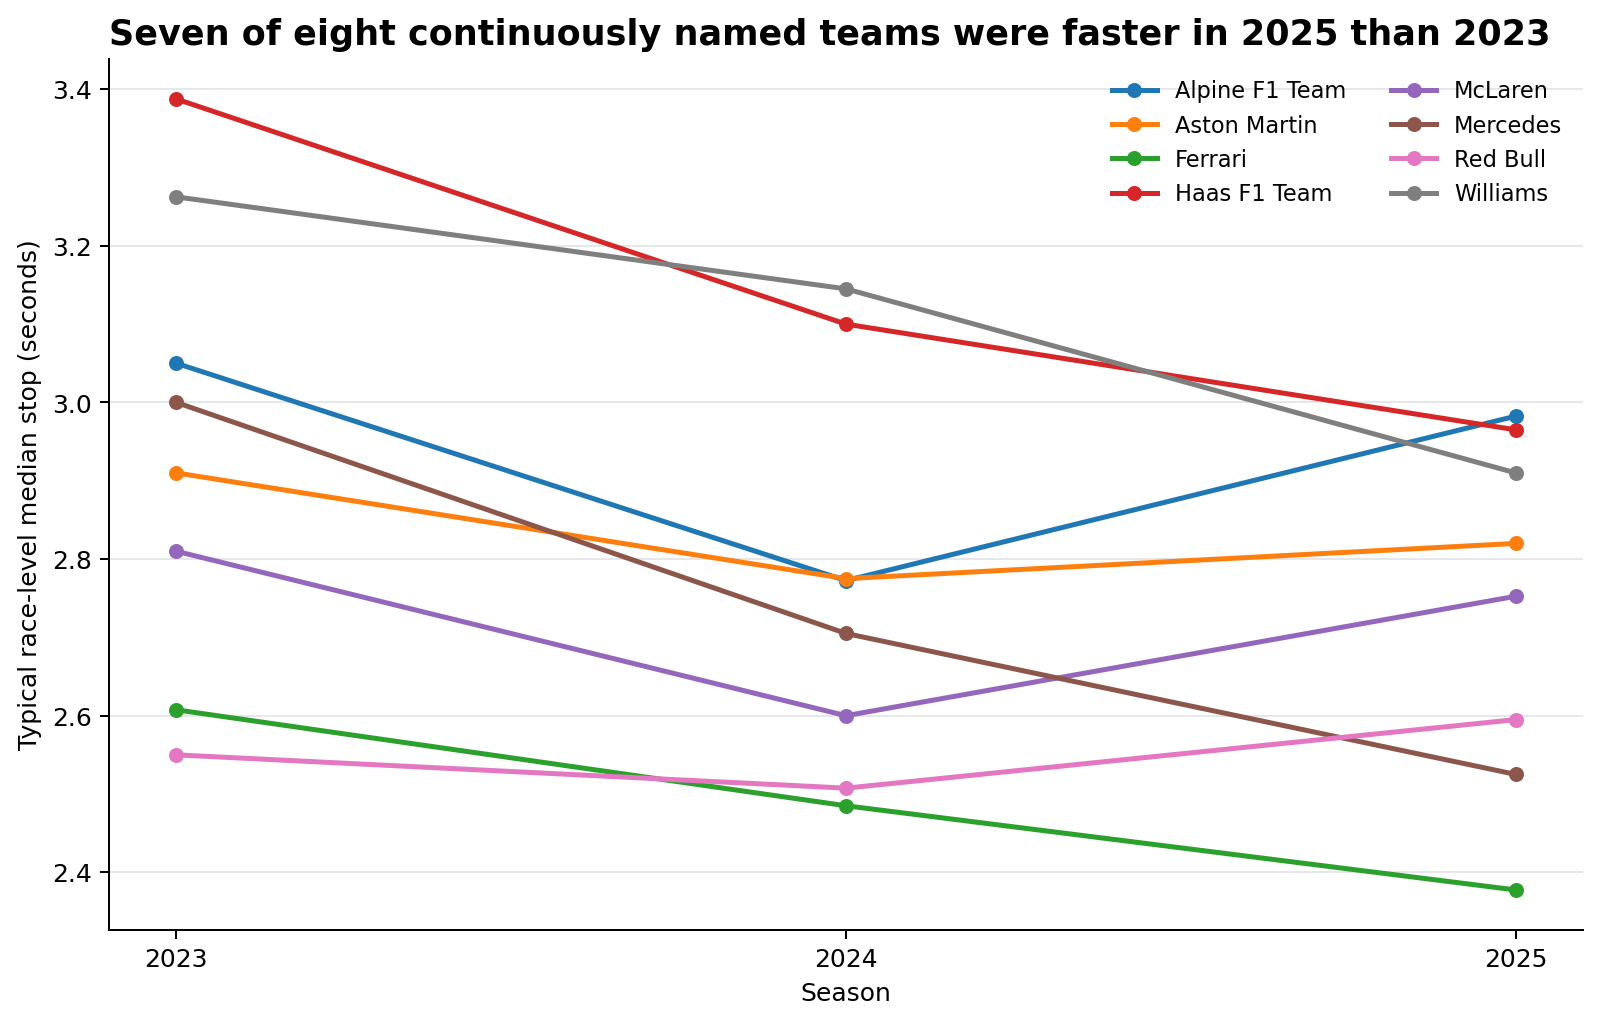 Seven of eight continuously named teams were faster in 2025 than 2023
Typical race-level median stop (seconds)
3.4
3.2
3.0
2.8
2.6
2.4
Alpine F1 Team
Aston Martin
Ferrari
Haas F1 Team
McLaren
Mercedes
Red Bull
Williams
2023
2024
2025
Season